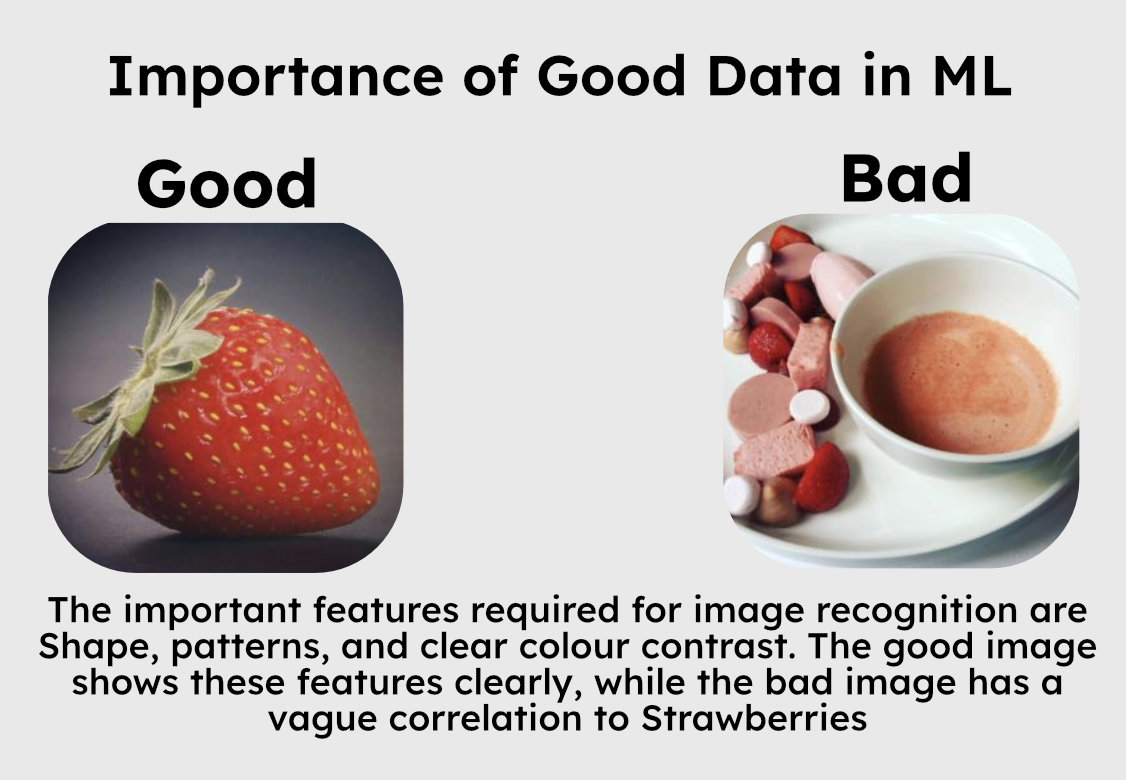 Importance of Good Data in ML
Good
Bad
The important features required for image recognition are
Shape, patterns, and clear colour contrast. The good image
shows these features clearly, while the bad image has a
vague correlation to Strawberries